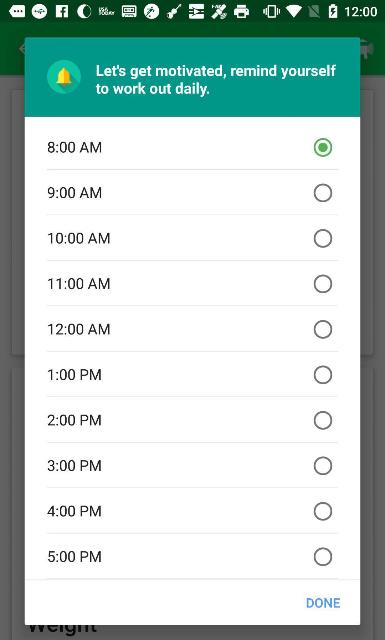 USA TODAY
12:00
Let's get motivated, remind yourself
to work out daily.
8:00 AM
9:00 AM
10:00 AM
11:00 AM
12:00 AM
1:00 PM
2:00 PM
3:00 PM
4:00 PM
5:00 PM
DONE
Weight